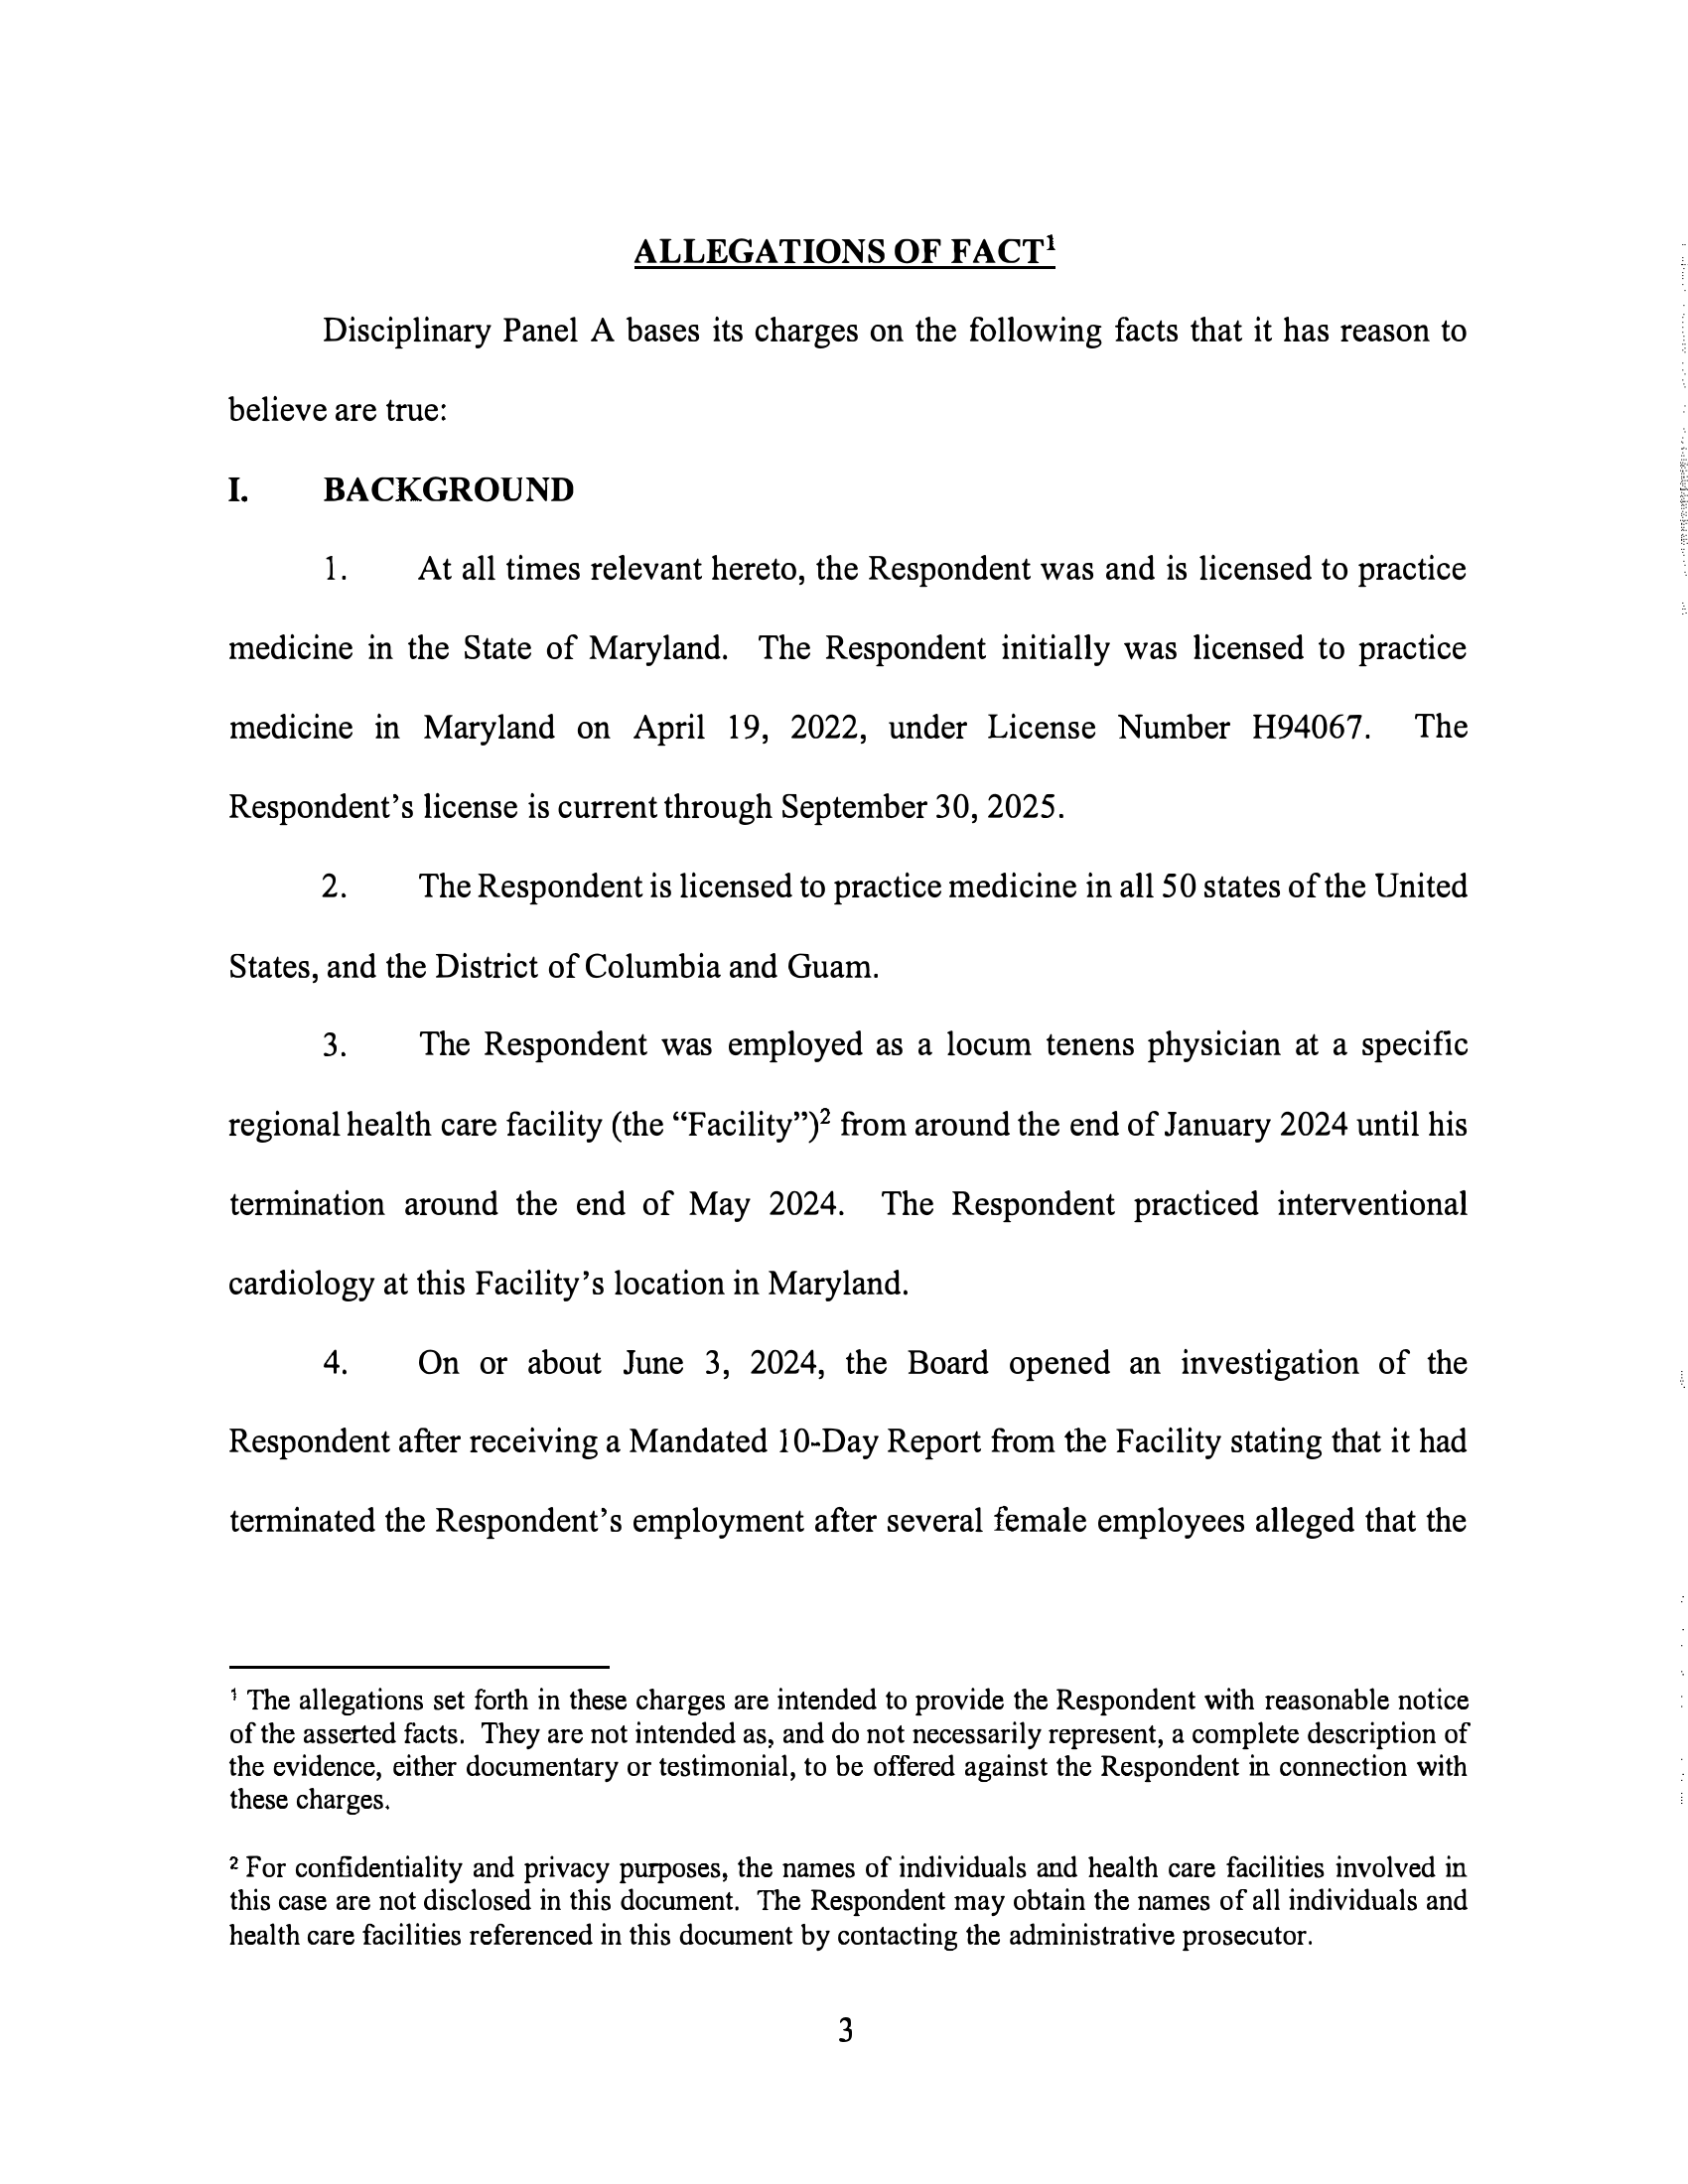 ALLEGATIONS OF FACT¹
Disciplinary Panel A bases its charges on the following facts that it has reason to
believe are true:
I. BACKGROUND
1. At all times relevant hereto, the Respondent was and is licensed to practice
medicine in the State of Maryland. The Respondent initially was licensed to practice
medicine in Maryland on April 19, 2022, under License Number H94067. The
Respondent’s license is current through September 30, 2025.
2. The Respondent is licensed to practice medicine in all 50 states of the United
States, and the District of Columbia and Guam.
3. The Respondent was employed as a locum tenens physician at a specific
regional health care facility (the “Facility”)² from around the end of January 2024 until his
termination around the end of May 2024. The Respondent practiced interventional
cardiology at this Facility’s location in Maryland.
4. On or about June 3, 2024, the Board opened an investigation of the
Respondent after receiving a Mandated 10-Day Report from the Facility stating that it had
terminated the Respondent’s employment after several female employees alleged that the
¹ The allegations set forth in these charges are intended to provide the Respondent with reasonable notice
of the asserted facts. They are not intended as, and do not necessarily represent, a complete description of
the evidence, either documentary or testimonial, to be offered against the Respondent in connection with
these charges.
² For confidentiality and privacy purposes, the names of individuals and health care facilities involved in
this case are not disclosed in this document. The Respondent may obtain the names of all individuals and
health care facilities referenced in this document by contacting the administrative prosecutor.
3